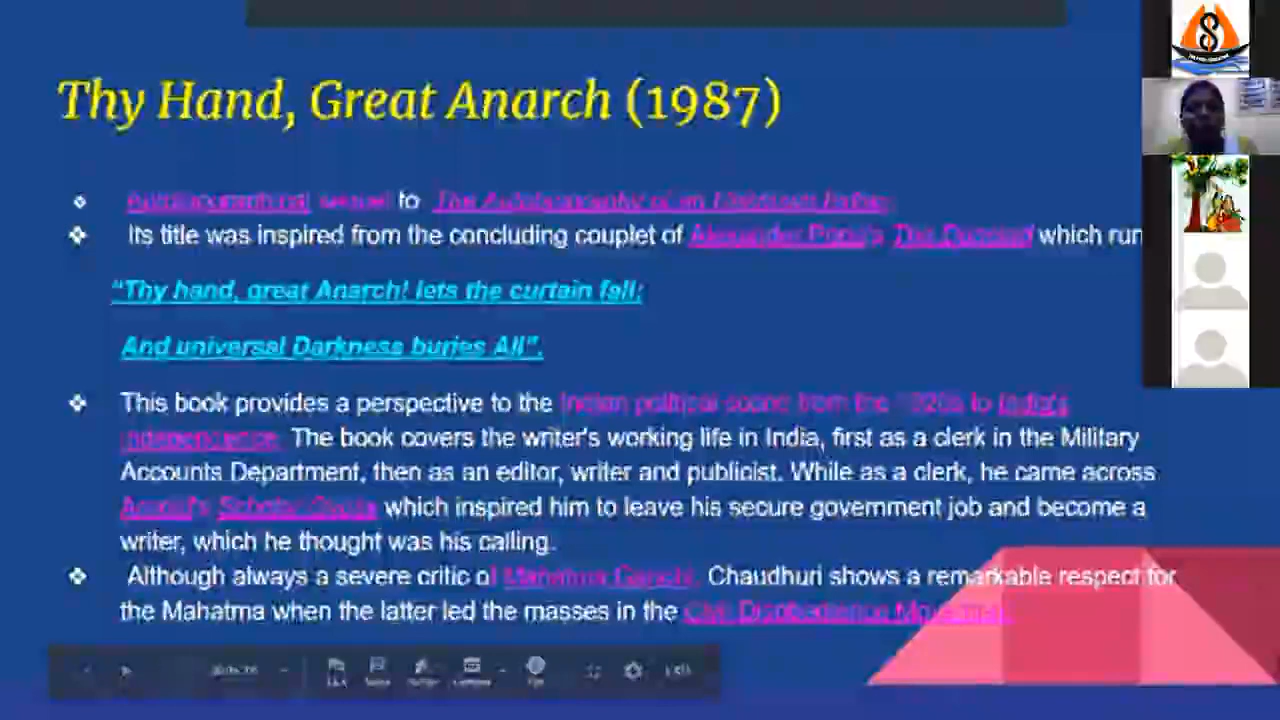 Thy Hand, Great Anarch (1987)
❖ Autobiographical sequel to The Autobiography of an Unknown Indian.
❖ Its title was inspired from the concluding couplet of Alexander Pope's The Dunciad which run
"Thy hand, great Anarch! lets the curtain fall;
And universal Darkness buries All".
❖ This book provides a perspective to the Indian political scene from the 1920s to India's
independence. The book covers the writer's working life in India, first as a clerk in the Military
Accounts Department, then as an editor, writer and publicist. While as a clerk, he came across
Arnold's Scholar Gypsy which inspired him to leave his secure government job and become a
writer, which he thought was his calling.
❖ Although always a severe critic of Mahatma Gandhi, Chaudhuri shows a remarkable respect for
the Mahatma when the latter led the masses in the Civil Disobedience Movement.